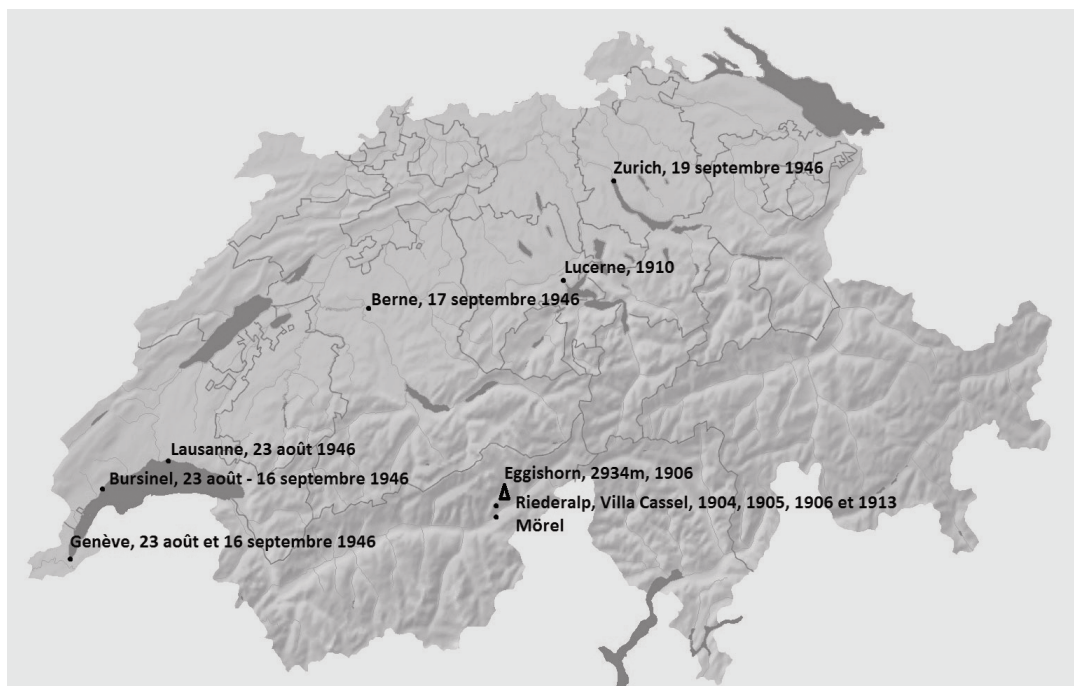 Zurich, 19 septembre 1946
Lucerne, 1910
Berne, 17 septembre 1946
Lausanne, 23 août 1946
Bursinel, 23 août - 16 septembre 1946
Eggishorn, 2934m, 1906
Riederalp, Villa Cassel, 1904, 1905, 1906 et 1913
Mörel
Genève, 23 août et 16 septembre 1946